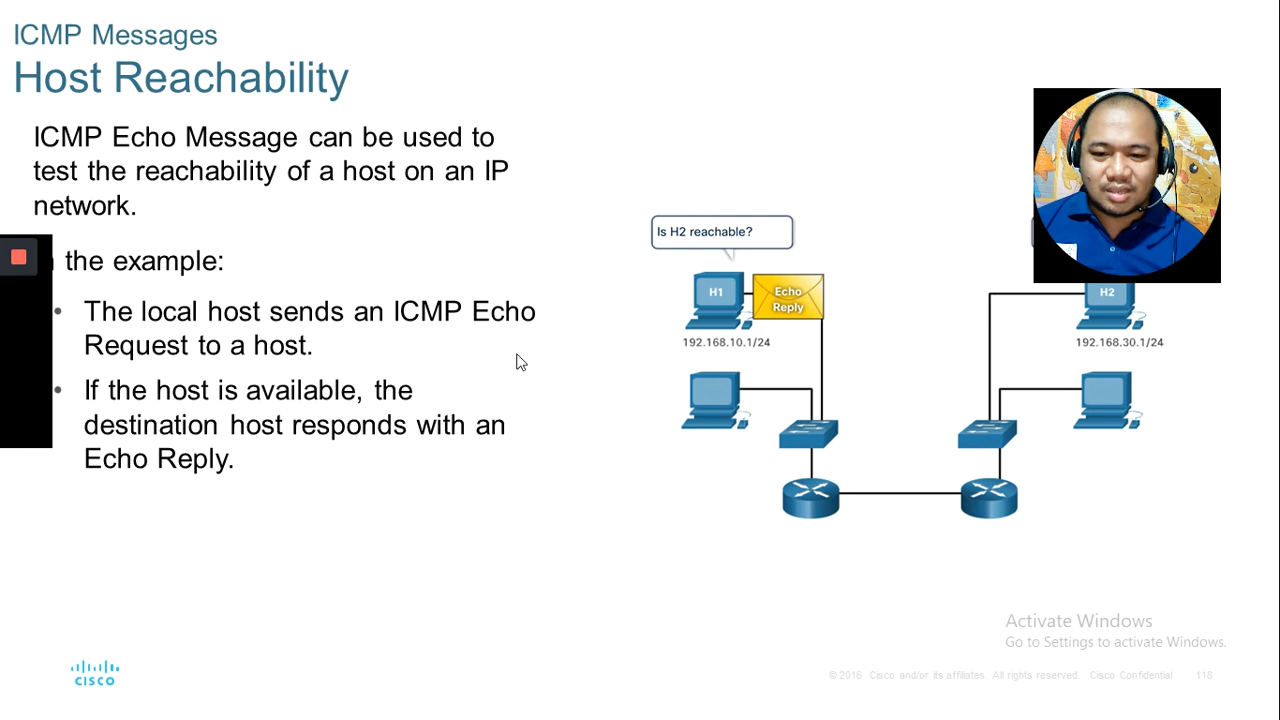 ICMP Messages
Host Reachability
ICMP Echo Message can be used to
test the reachability of a host on an IP
network.
the example:
• The local host sends an ICMP Echo
Request to a host.
• If the host is available, the
destination host responds with an
Echo Reply.
Is H2 reachable?
H1
Echo
Reply
H2
192.168.10.1/24
192.168.30.1/24
Activate Windows
Go to Settings to activate Windows.
CISCO
© 2016 Cisco and/or its affiliates. All rights reserved. Cisco Confidential 118